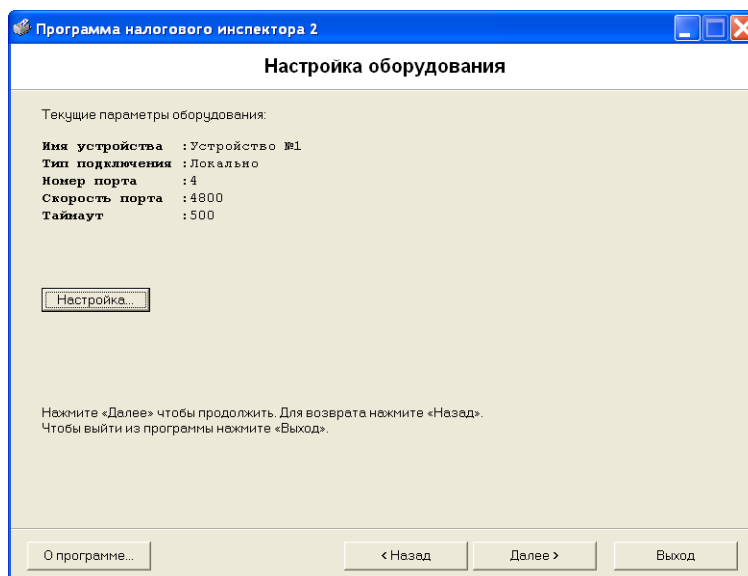 Программа налогового инспектора 2
Настройка оборудования
Текущие параметры оборудования:
Имя устройства :Устройство №1
Тип подключения :Локально
Номер порта :4
Скорость порта :4800
Таймаут :500
Настройка...
Нажмите «Далее» чтобы продолжить. Для возврата нажмите «Назад».
Чтобы выйти из программы нажмите «Выход».
О программе... < Назад Далее > Выход